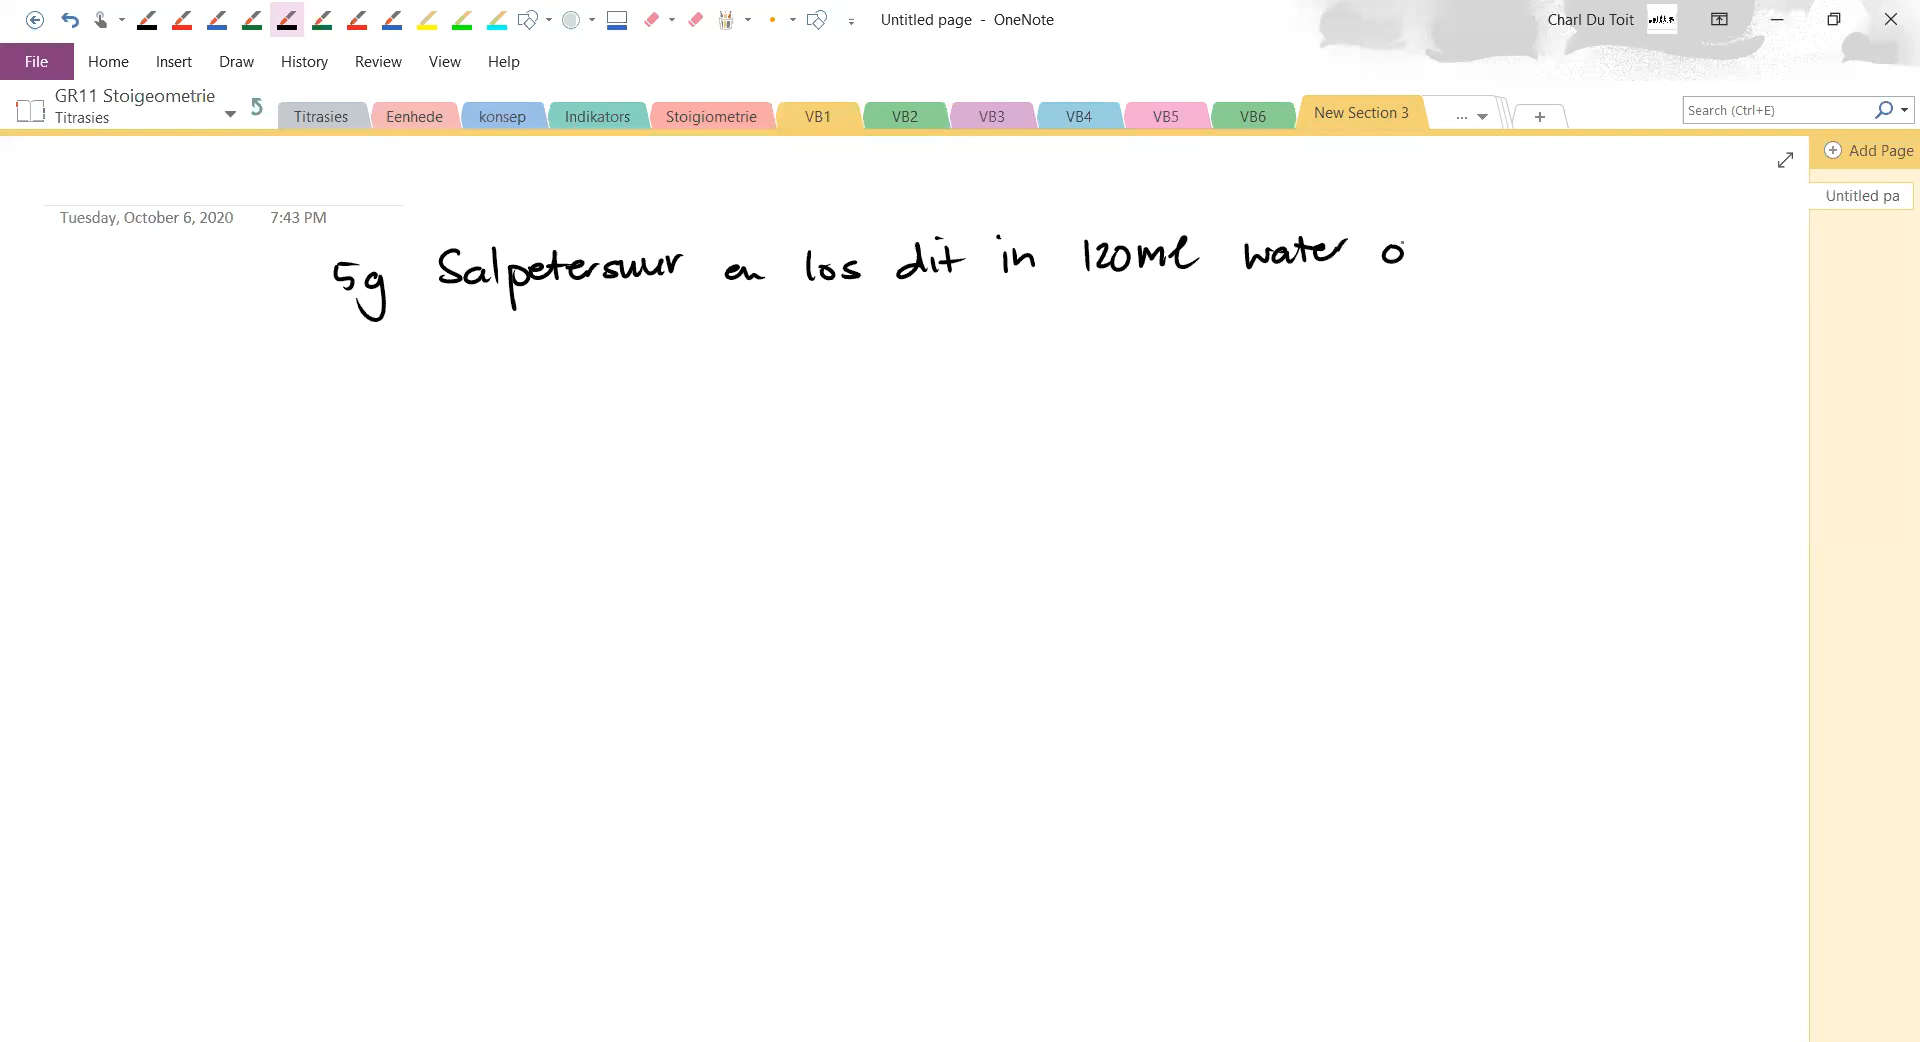 Untitled page - OneNote
Charl Du Toit
File Home Insert Draw History Review View Help
GR11 Stoigeometrie
Titrasies
Titrasies Eenhede konsep Indikators Stoigiometrie VB1 VB2 VB3 VB4 VB5 VB6 New Section 3 ...
Search (Ctrl+E)
Add Page
Untitled pa
Tuesday, October 6, 2020 7:43 PM
5g Salpetersuur en los dit in 120ml water o